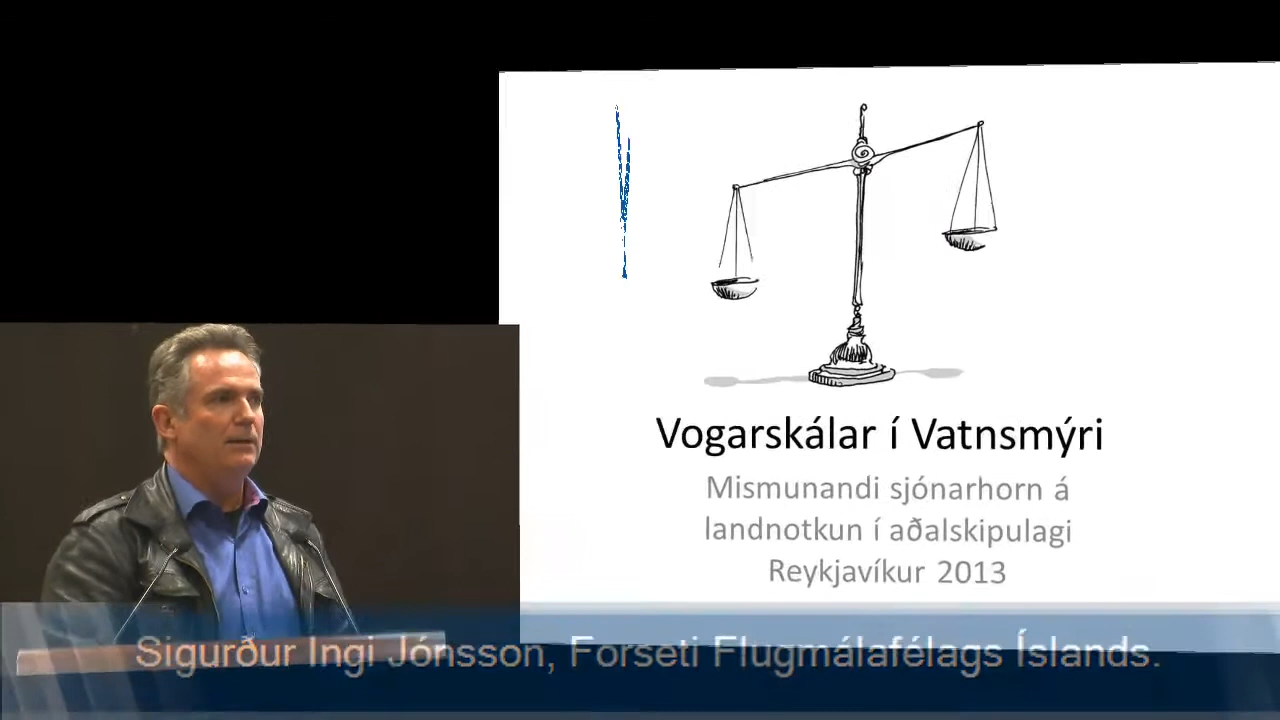 Vogarskálar í Vatnsmýri
Mismunandi sjónarhorn á
landnotkun í aðalskipulagi
Reykjavíkur 2013
Sigurður Ingi Jónsson, Forseti Flugmálafélags Íslands.